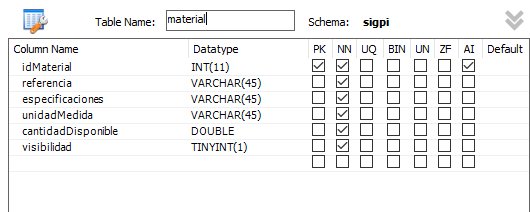 Table Name: material Schema: sigpi
Column Name Datatype PK NN UQ BIN UN ZF AI Default
idMaterial INT(11)
referencia VARCHAR(45)
especificaciones VARCHAR(45)
unidadMedida VARCHAR(45)
cantidadDisponible DOUBLE
visibilidad TINYINT(1)